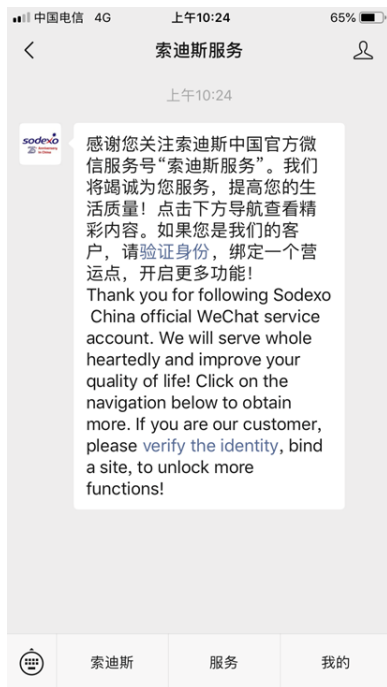 中国电信 4G 上午10:24 65%
索迪斯服务
上午10:24
sodexo
感谢您关注索迪斯中国官方微
信服务号“索迪斯服务”。我们
将竭诚为您服务，提高您的生
活质量！点击下方导航查看精
彩内容。如果您是我们的客
户，请验证身份，绑定一个营
运点，开启更多功能！
Thank you for following Sodexo
China official WeChat service
account. We will serve whole
heartedly and improve your
quality of life! Click on the
navigation below to obtain
more. If you are our customer,
please verify the identity, bind
a site, to unlock more
functions!
索迪斯 服务 我的